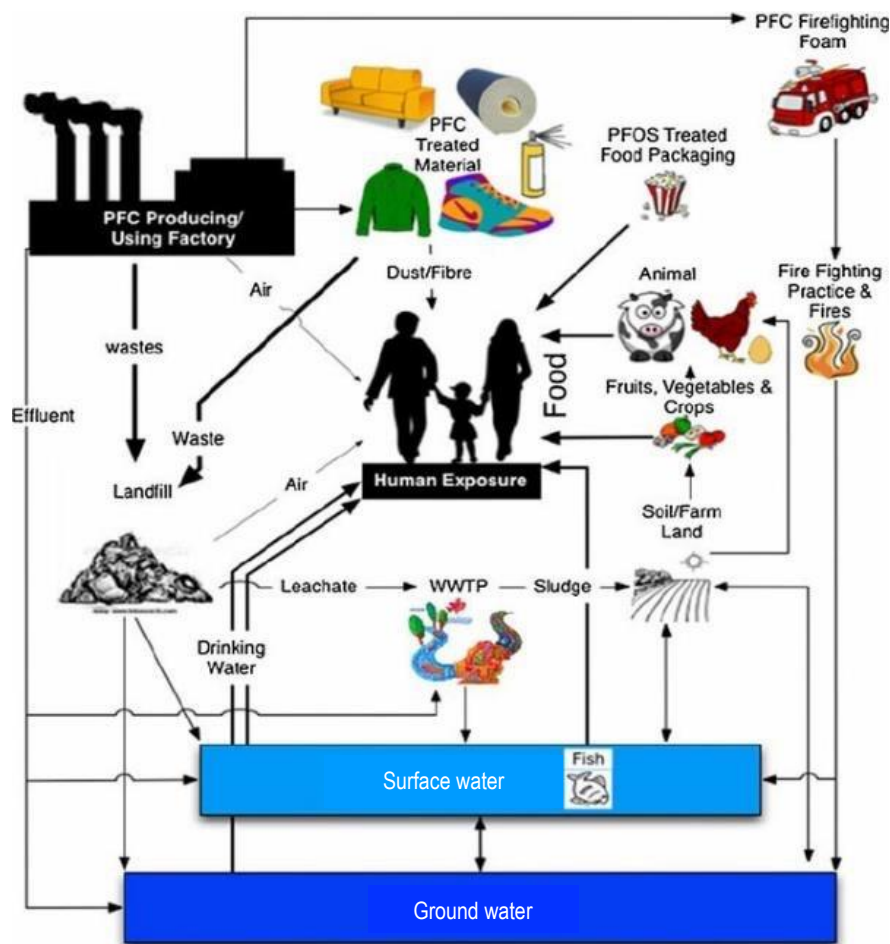 PFC Firefighting
Foam
PFC
Treated
Material
PFOS Treated
Food Packaging
PFC Producing/
Using Factory
Air
Dust/Fibre
Animal
Fire Fighting
Practice &
Fires
wastes
Food
Fruits, Vegetables &
Crops
Effluent
Waste
Landfill
Air
Human Exposure
Soil/Farm
Land
Leachate
WWTP
Sludge
Drinking
Water
Fish
Surface water
Ground water